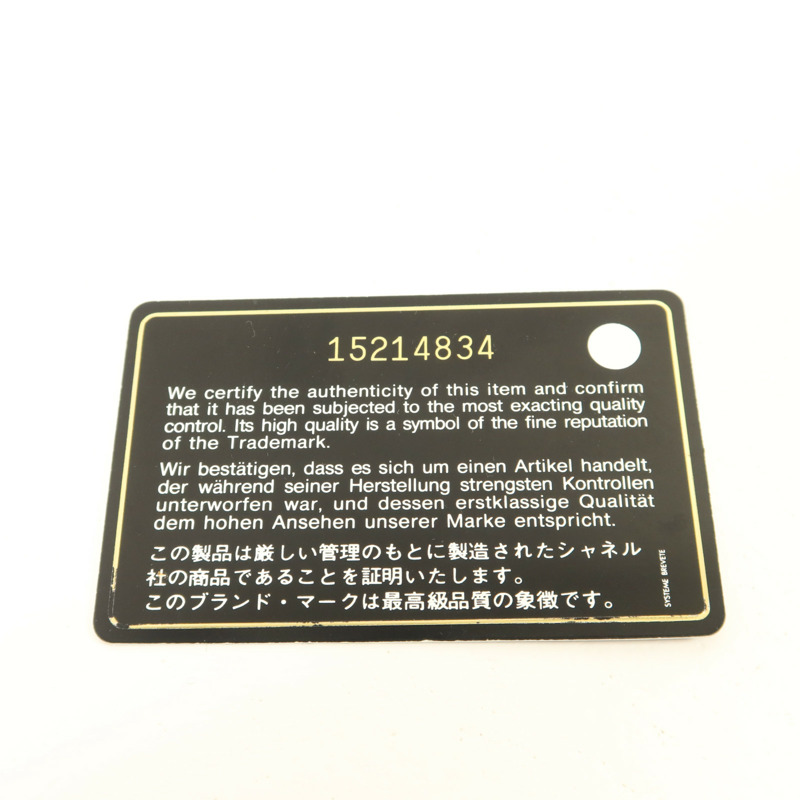 15214834
We certify the authenticity of this item and confirm
that it has been subjected to the most exacting quality
control. Its high quality is a symbol of the fine reputation
of the Trademark.
Wir bestätigen, dass es sich um einen Artikel handelt,
der während seiner Herstellung strengsten Kontrollen
unterworfen war, und dessen erstklassige Qualität
dem hohen Ansehen unserer Marke entspricht.
この製品は厳しい管理のもとに製造されたシャネル
社の商品であることを証明いたします。
このブランド・マークは最高級品質の象徴です。
SYSTEME BREVETE